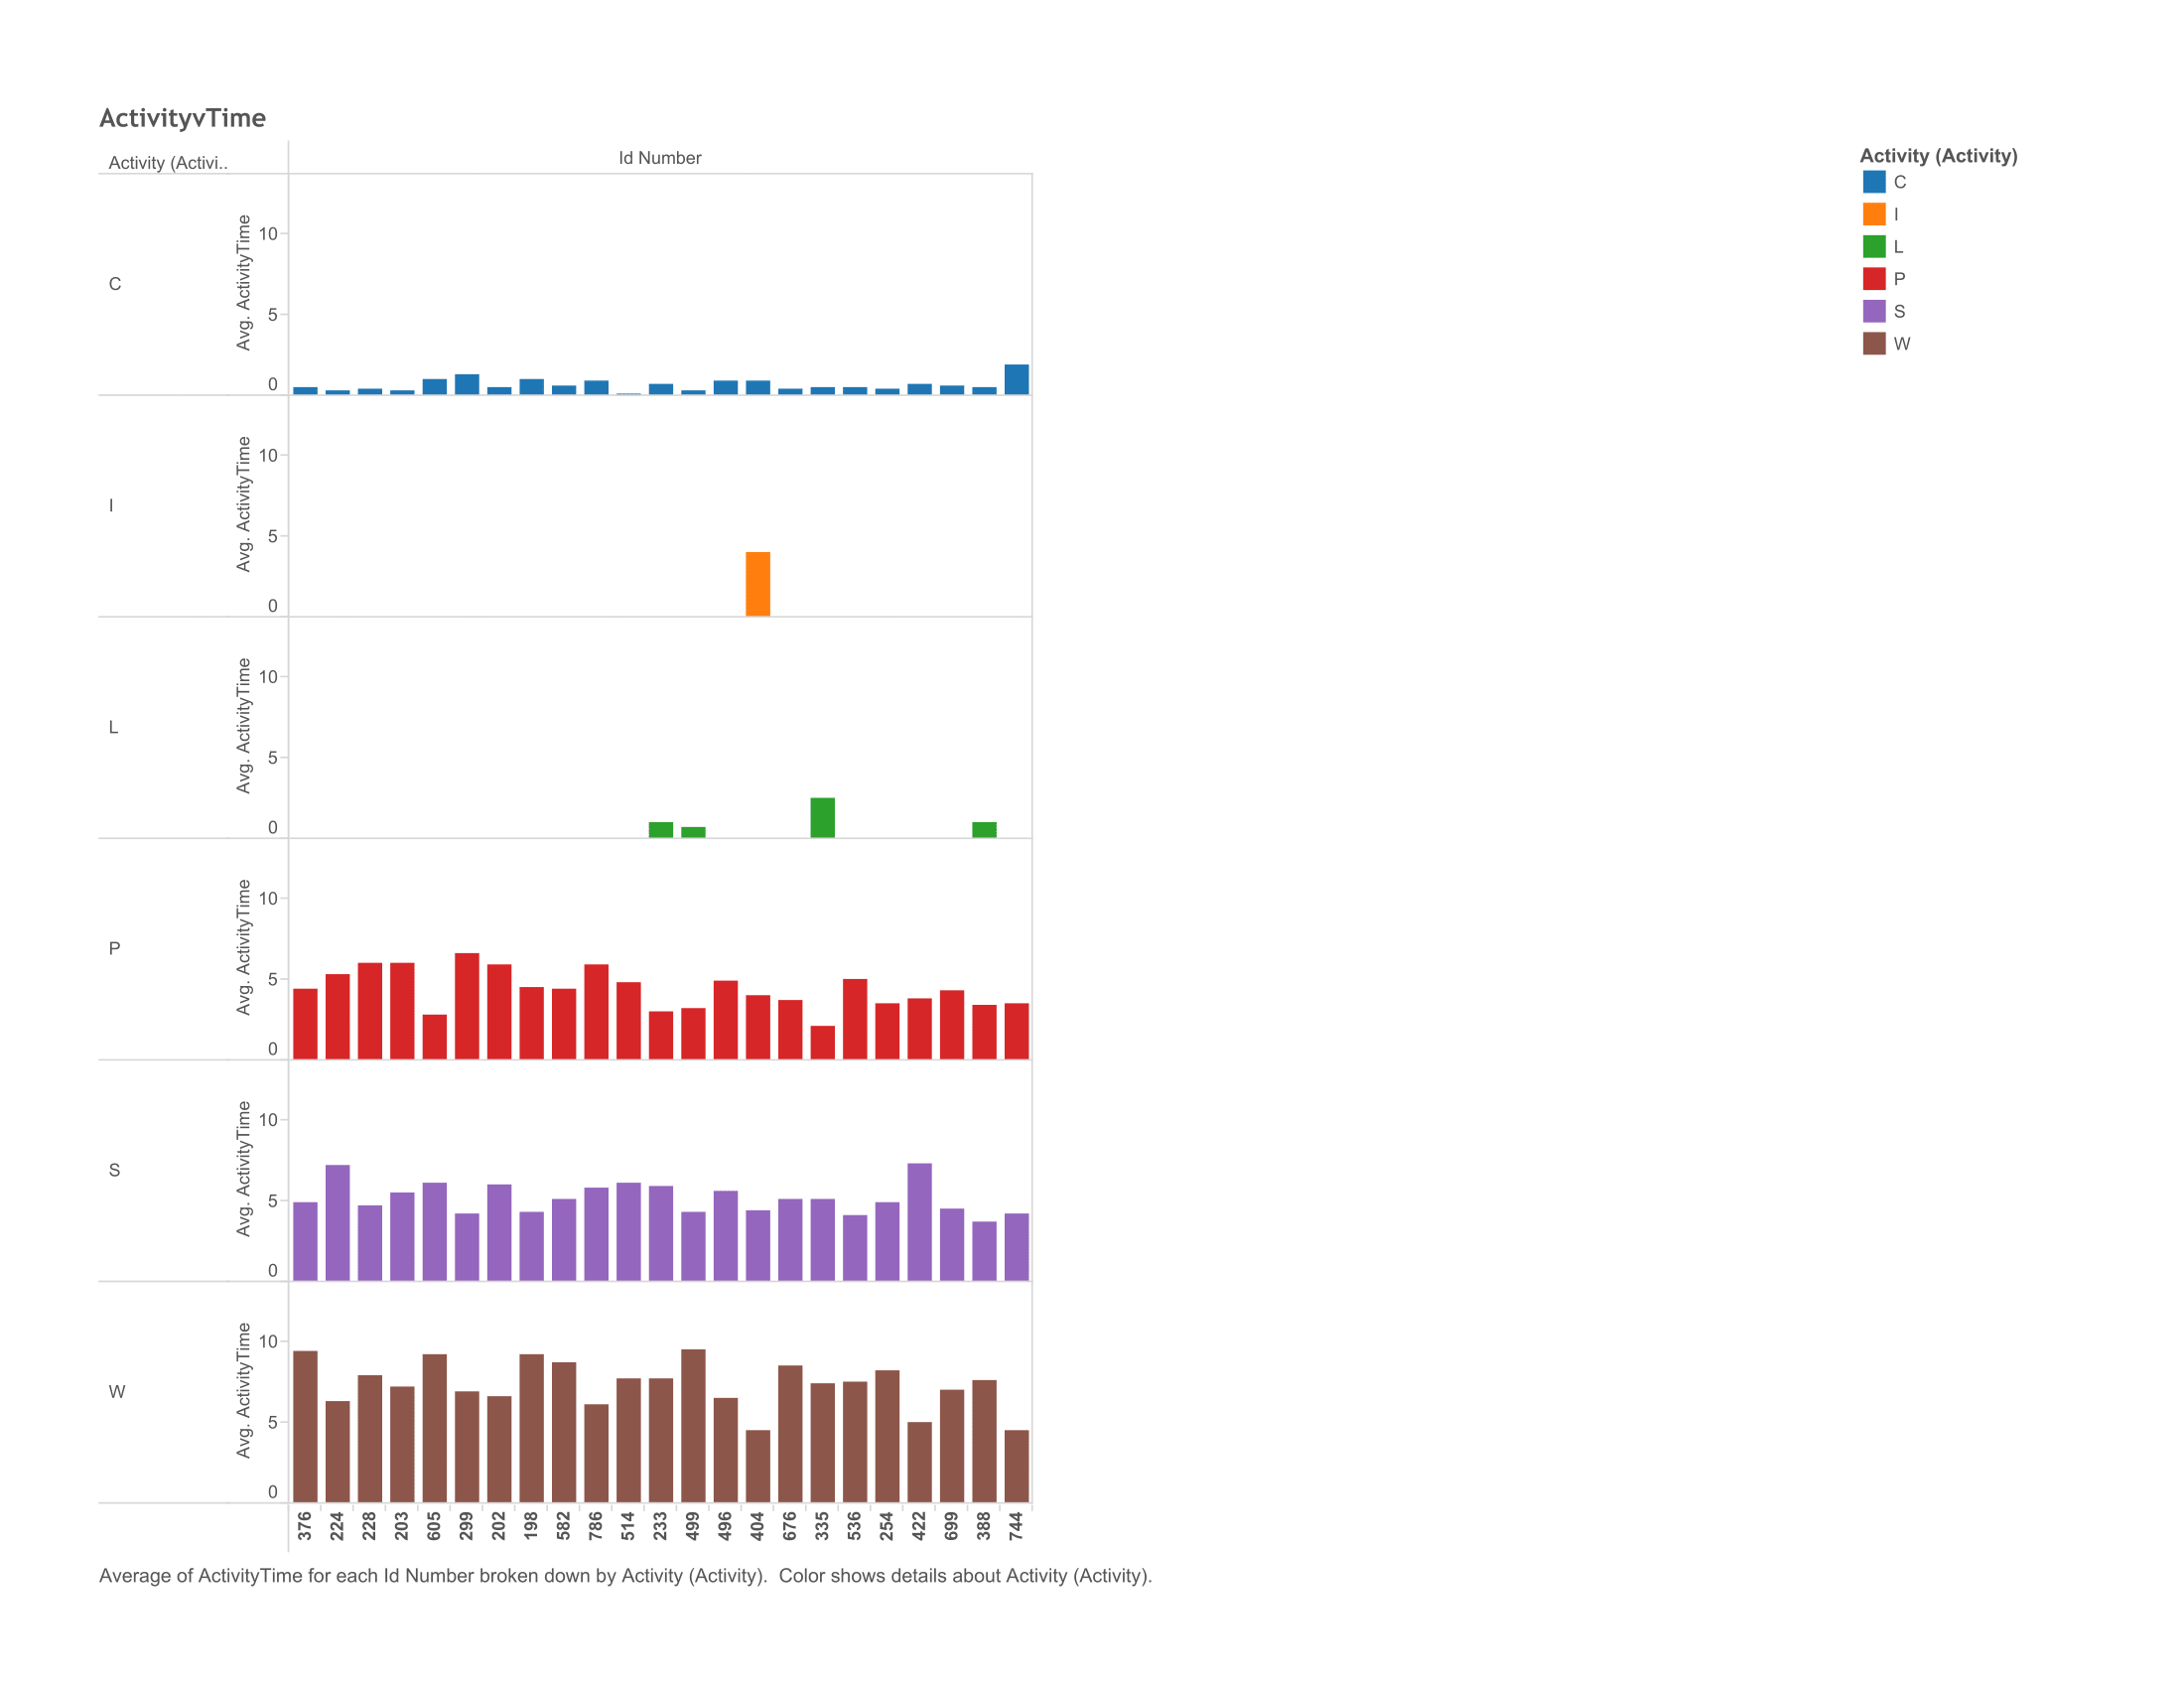 ActivityvTime
Activity (Activi..
Id Number
C
Avg. ActivityTime
10
5
0
I
Avg. ActivityTime
10
5
0
L
Avg. ActivityTime
10
5
0
P
Avg. ActivityTime
10
5
0
S
Avg. ActivityTime
10
5
0
W
Avg. ActivityTime
10
5
0
376 224 228 203 605 299 202 198 582 786 514 233 499 496 404 676 335 536 254 422 699 388 744
Average of ActivityTime for each Id Number broken down by Activity (Activity).  Color shows details about Activity (Activity).
Activity (Activity)
C
I
L
P
S
W